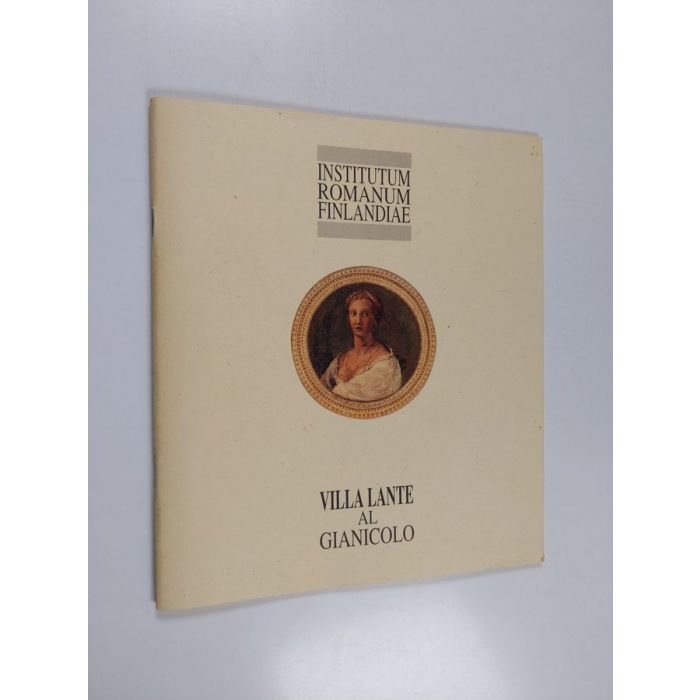 INSTITUTUM
ROMANUM
FINLANDIAE
VILLA LANTE
AL
GIANICOLO